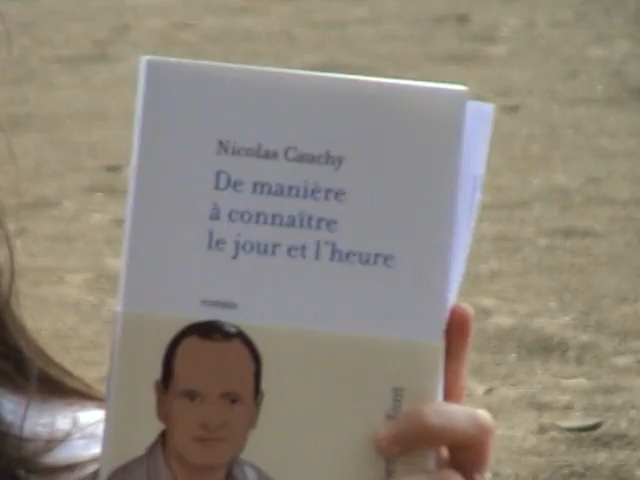 Nicolas Cauchy
De manière
à connaître
le jour et l'heure
roman